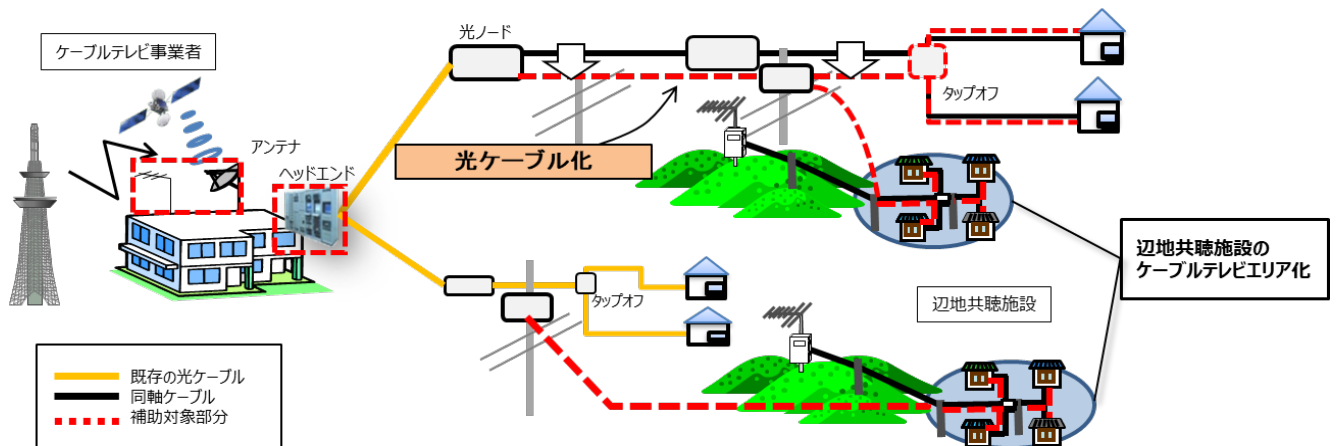 ケーブルテレビ事業者
アンテナ
ヘッドエンド
光ノード
タップオフ
光ケーブル化
タップオフ
辺地共聴施設
辺地共聴施設の
ケーブルテレビエリア化
既存の光ケーブル
同軸ケーブル
補助対象部分